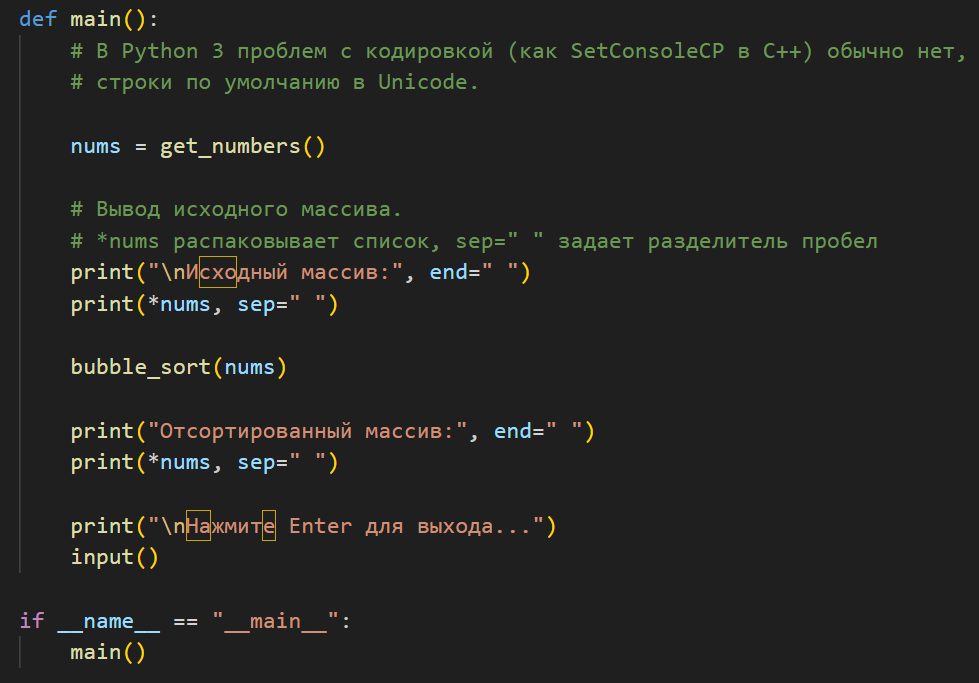 def main():
# В Python 3 проблем с кодировкой (как SetConsoleCP в C++) обычно нет,
# строки по умолчанию в Unicode.
nums = get_numbers()
# Вывод исходного массива.
# *nums распаковывает список, sep=" " задает разделитель пробел
print("\nИсходный массив:", end=" ")
print(*nums, sep=" ")
bubble_sort(nums)
print("Отсортированный массив:", end=" ")
print(*nums, sep=" ")
print("\nНажмите Enter для выхода...")
input()
if __name__ == "__main__":
main()